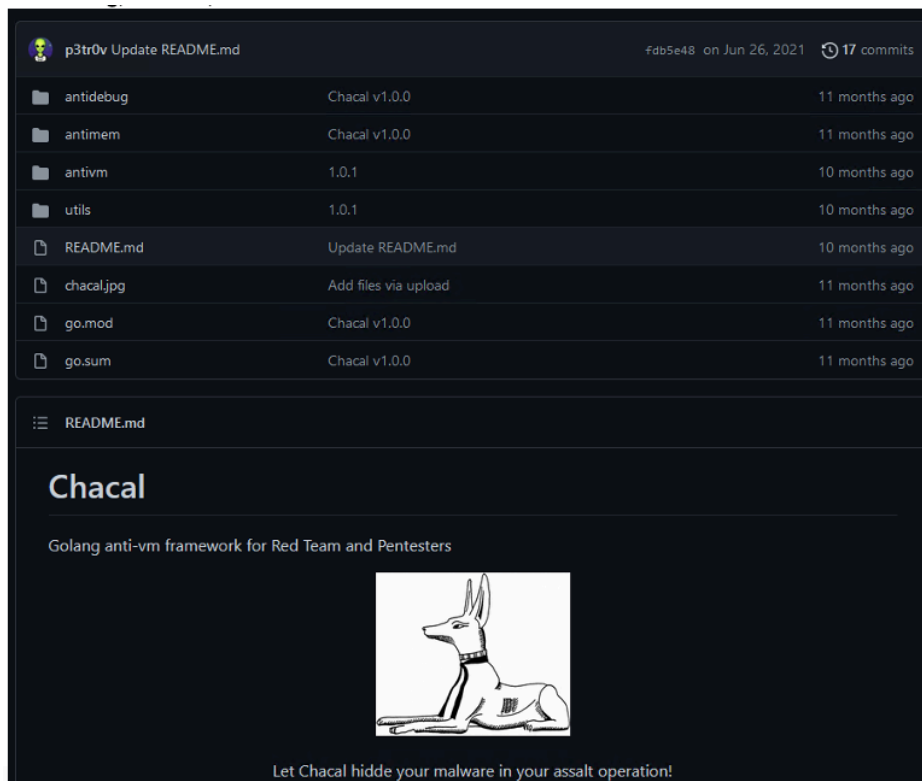 p3tr0v Update README.md fdb5e48 on Jun 26, 2021 17 commits
antidebug Chacal v1.0.0 11 months ago
antimem Chacal v1.0.0 11 months ago
antivm 1.0.1 10 months ago
utils 1.0.1 10 months ago
README.md Update README.md 10 months ago
chacal.jpg Add files via upload 11 months ago
go.mod Chacal v1.0.0 11 months ago
go.sum Chacal v1.0.0 11 months ago
README.md
Chacal
Golang anti-vm framework for Red Team and Pentesters
Let Chacal hidde your malware in your assalt operation!